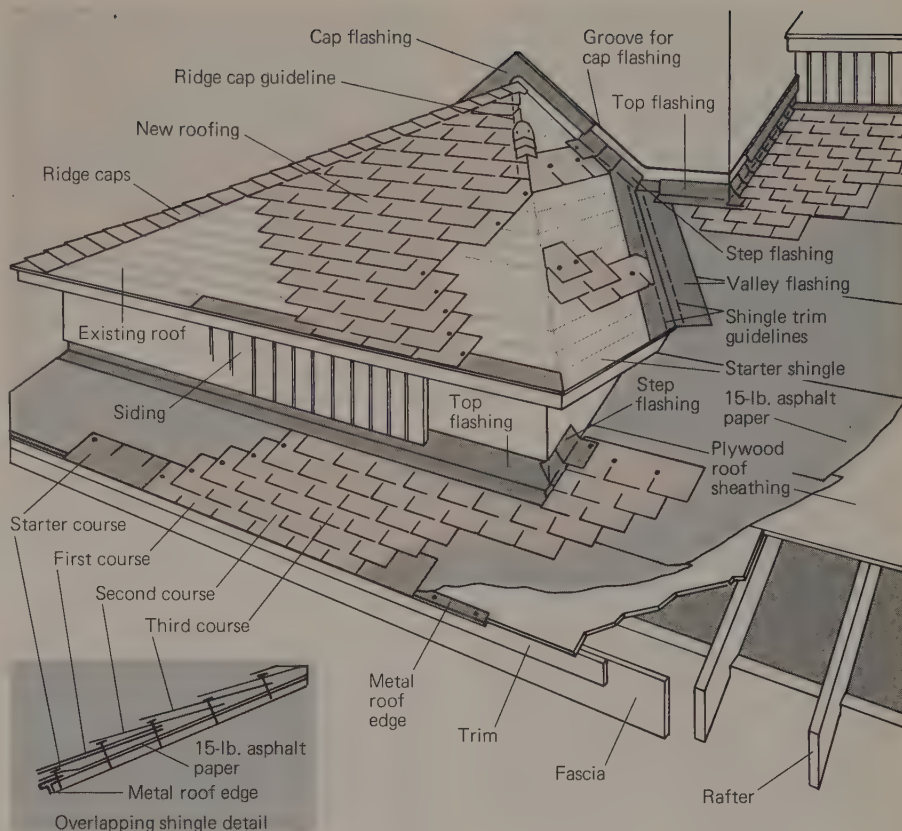 Cap flashing
Groove for
cap flashing
Ridge cap guideline
Top flashing
New roofing
Ridge caps
Step flashing
Valley flashing
Existing roof
Shingle trim
guidelines
Starter shingle
Siding
Top
flashing
Step
flashing
15-lb. asphalt
paper
Plywood
roof
sheathing
Starter course
First course
Second course
Third course
Metal
roof
edge
Trim
Fascia
Rafter
15-lb. asphalt
paper
Metal roof edge
Overlapping shingle detail